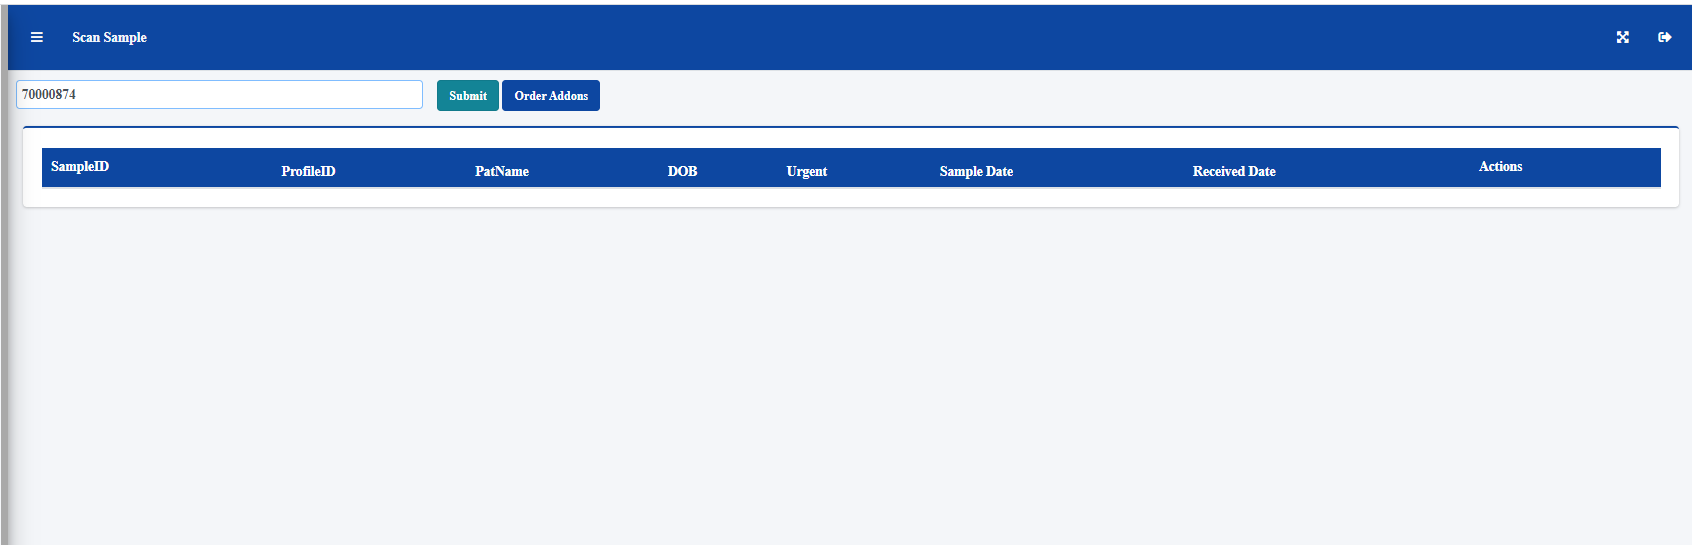 Scan Sample
70000874 Submit Order Addons
SampleID ProfileID PatName DOB Urgent Sample Date Received Date Actions